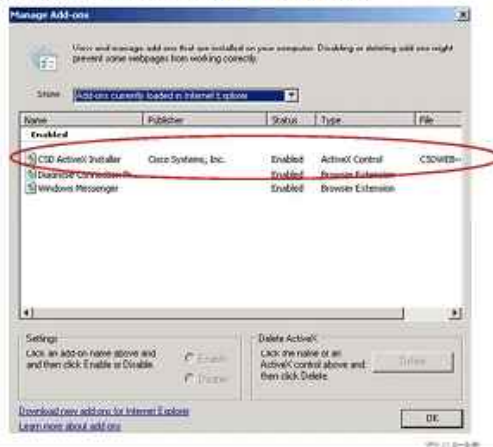 Manage Add-ons
View and manage add-ons that are installed on your computer. Disabling or deleting add-ons might
prevent some webpages from working correctly.
Show: Add-ons currently loaded in Internet Explorer
Name Publisher Status Type File
Enabled
CSD ActiveX Installer Cisco Systems, Inc. Enabled ActiveX Control CSDWEB
Diagnose Connection Enabled Browser Extension
Windows Messenger Enabled Browser Extension
Settings
Click an add-on name above and
and then click Enable or Disable.
Enable
Disable
Delete ActiveX
Click the name of an
ActiveX control above and
then click Delete.
Delete
Download new add-ons for Internet Explorer
Learn more about add-ons
OK